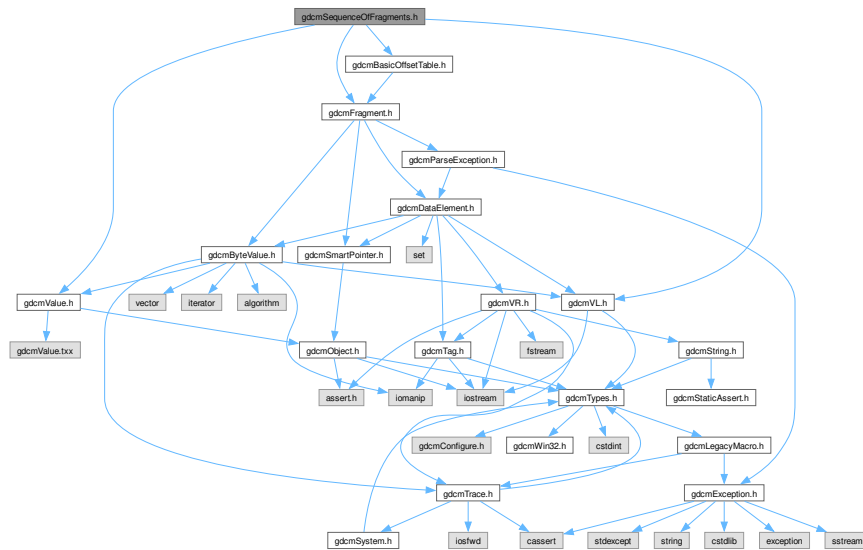 gdcmSequenceOfFragments.h
gdcmBasicOffsetTable.h
gdcmFragment.h
gdcmParseException.h
gdcmDataElement.h
gdcmByteValue.h
gdcmSmartPointer.h
set
gdcmValue.h
vector
iterator
algorithm
gdcmVR.h
gdcmVL.h
gdcmValue.txx
gdcmObject.h
gdcmTag.h
fstream
gdcmString.h
assert.h
iomanip
iostream
gdcmTypes.h
gdcmStaticAssert.h
gdcmConfigure.h
gdcmWin32.h
cstdint
gdcmLegacyMacro.h
gdcmTrace.h
gdcmException.h
gdcmSystem.h
iosfwd
cassert
stdexcept
string
cstdlib
exception
sstream